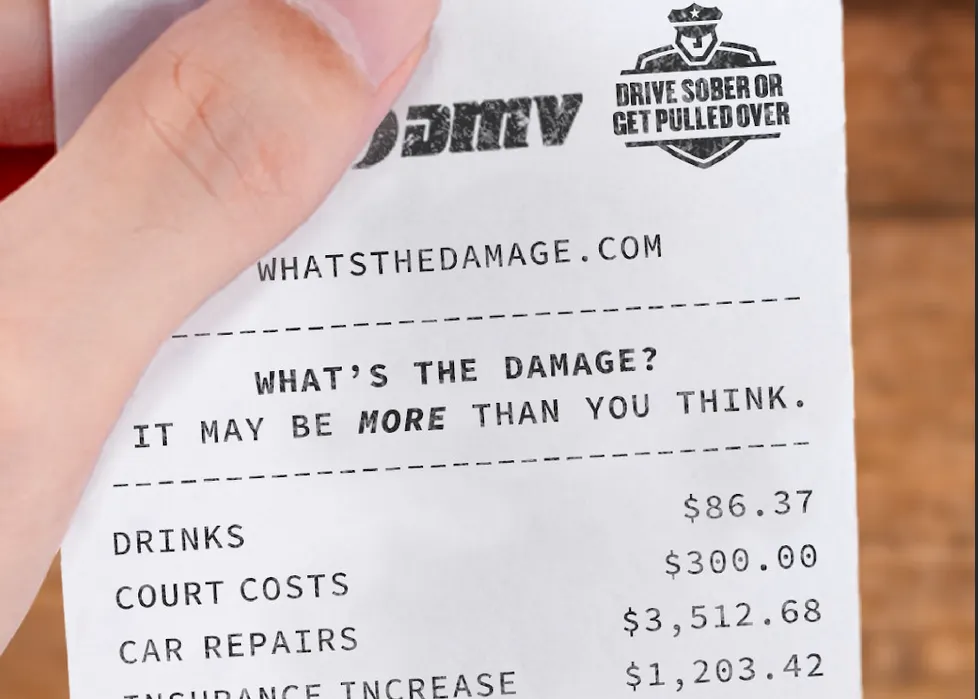 DMV
DRIVE SOBER OR
GET PULLED OVER
WHATSTHEDAMAGE.COM
WHAT'S THE DAMAGE?
IT MAY BE MORE THAN YOU THINK.
DRINKS $86.37
COURT COSTS $300.00
CAR REPAIRS $3,512.68
INSURANCE INCREASE $1,203.42